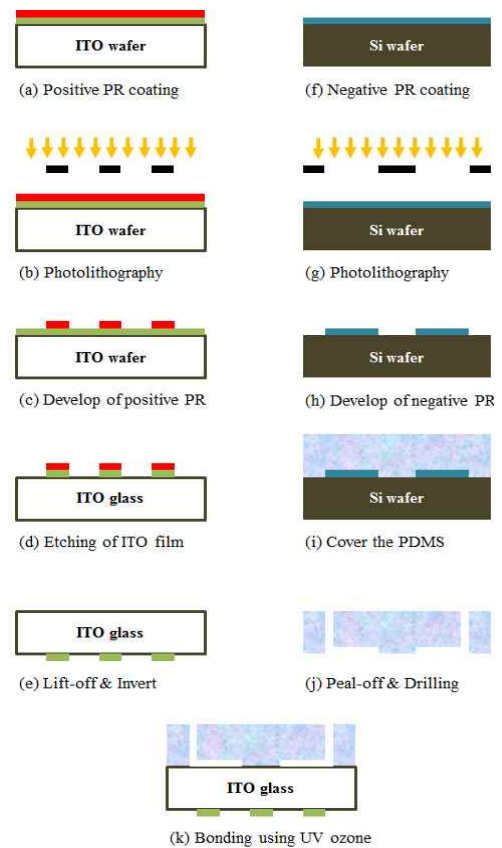 ITO wafer
(a) Positive PR coating
Si wafer
(f) Negative PR coating
ITO wafer
(b) Photolithography
Si wafer
(g) Photolithography
ITO wafer
(c) Develop of positive PR
Si wafer
(h) Develop of negative PR
ITO glass
(d) Etching of ITO film
Si wafer
(i) Cover the PDMS
ITO glass
(e) Lift-off & Invert
(j) Peal-off & Drilling
ITO glass
(k) Bonding using UV ozone